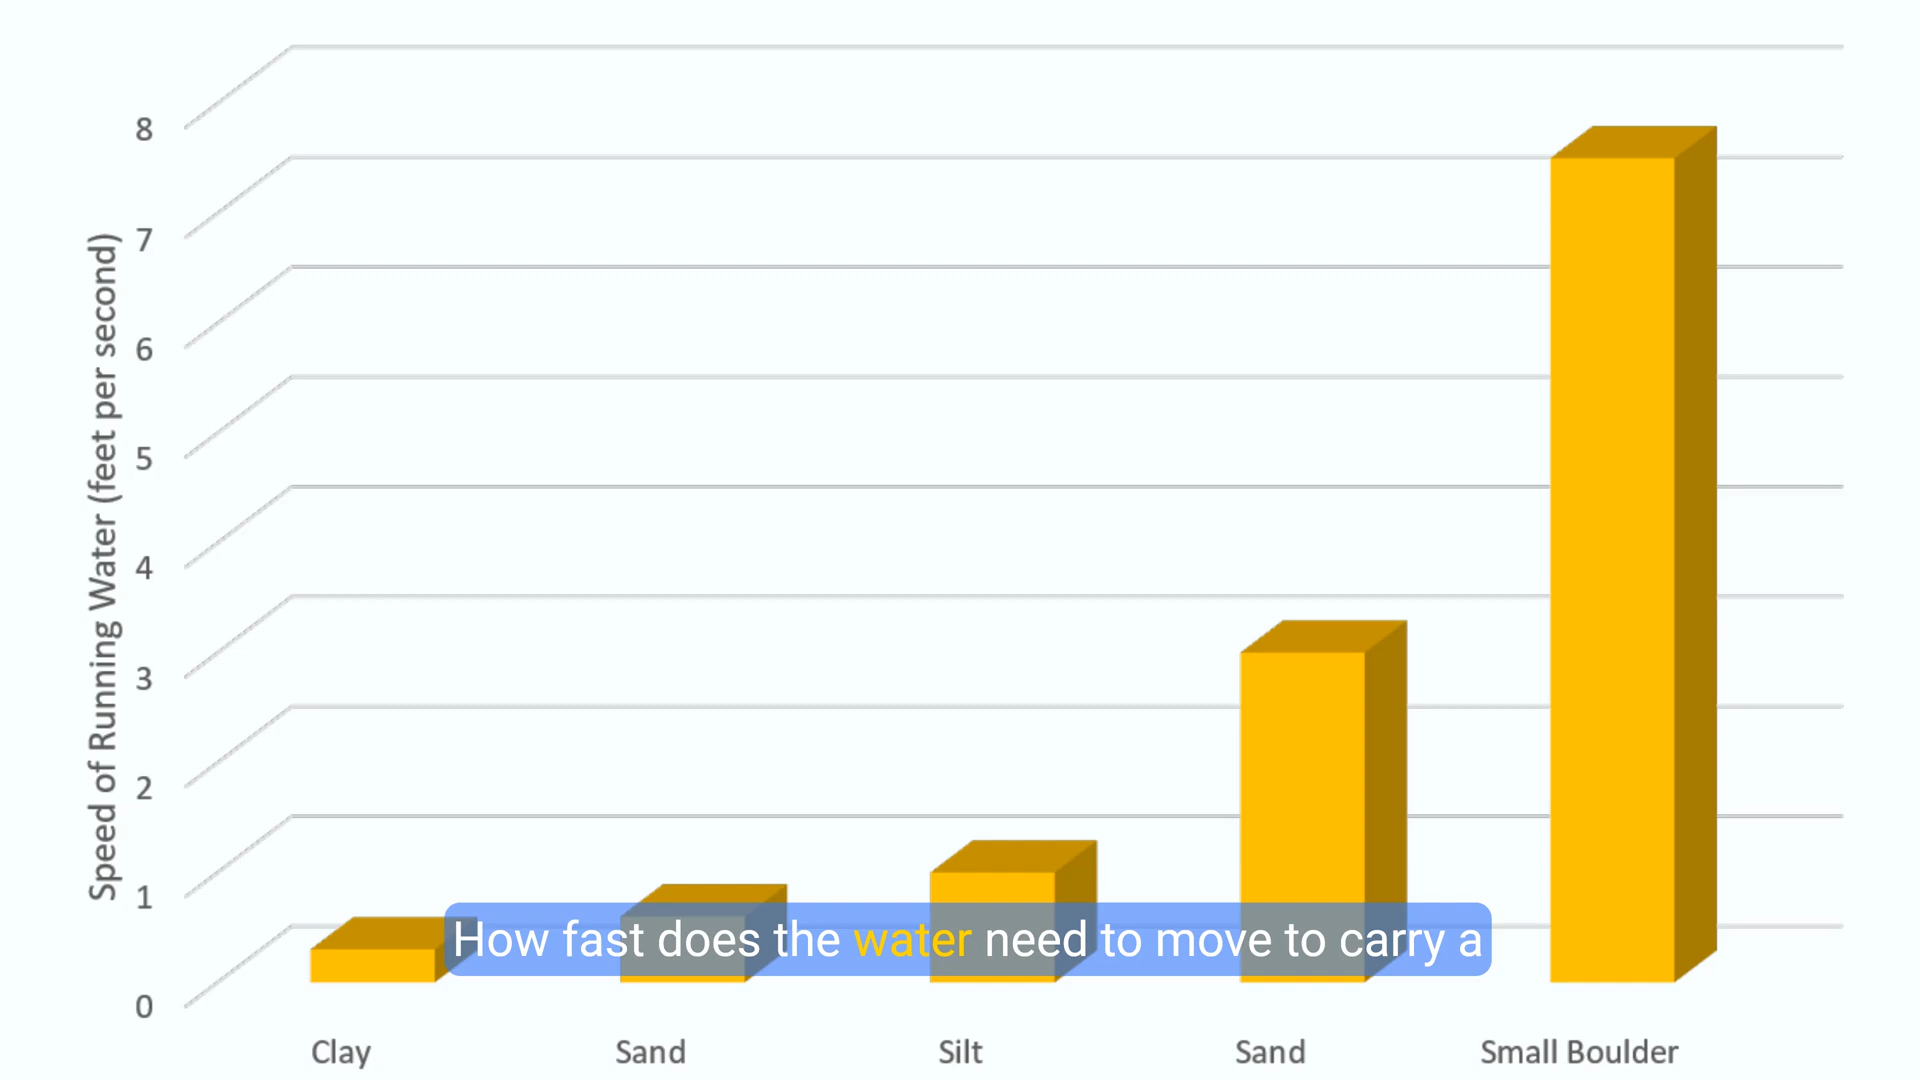 Speed of Running Water (feet per second)
8
7
6
5
4
3
2
1
0
How fast does the water need to move to carry a
Clay
Sand
Silt
Sand
Small Boulder